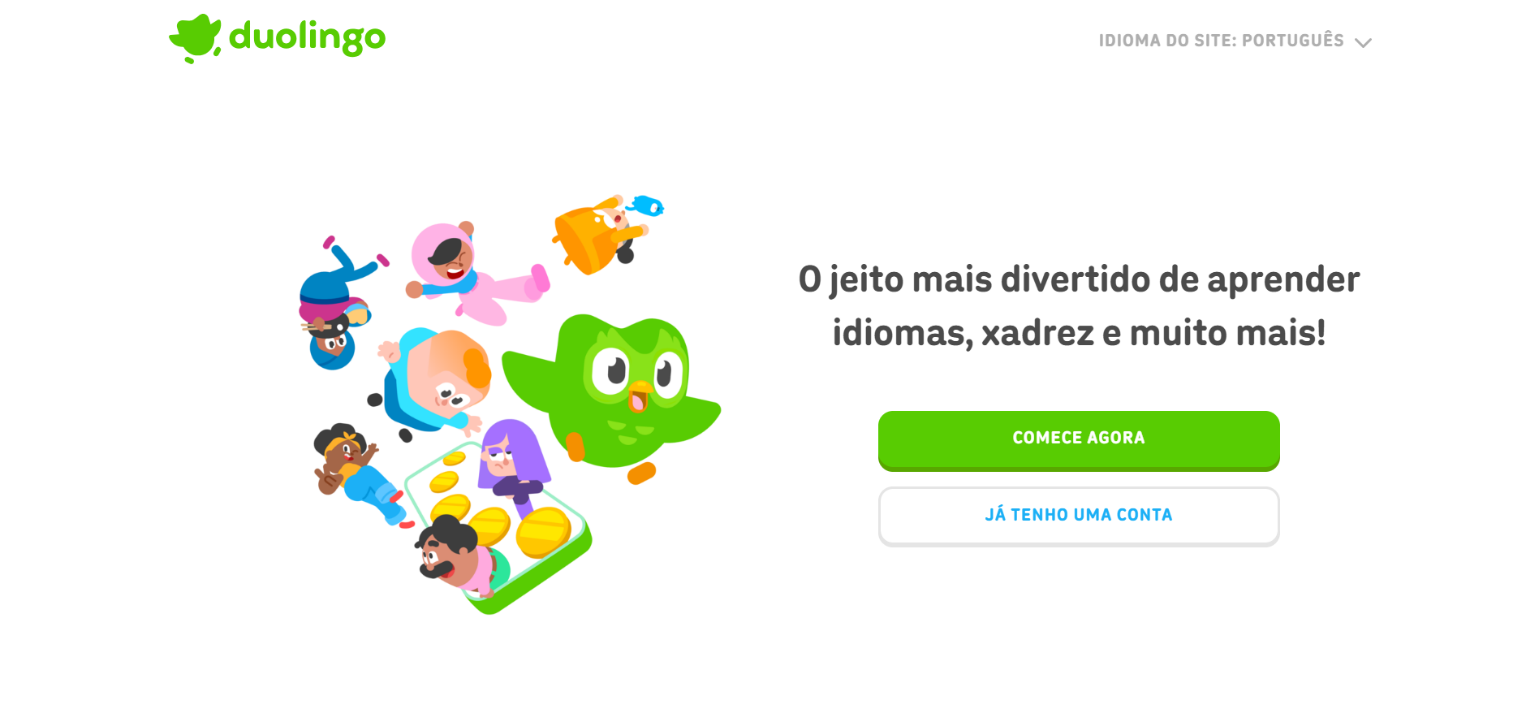 duolingo
IDIOMA DO SITE: PORTUGUÊS
O jeito mais divertido de aprender
idiomas, xadrez e muito mais!
COMECE AGORA
JÁ TENHO UMA CONTA